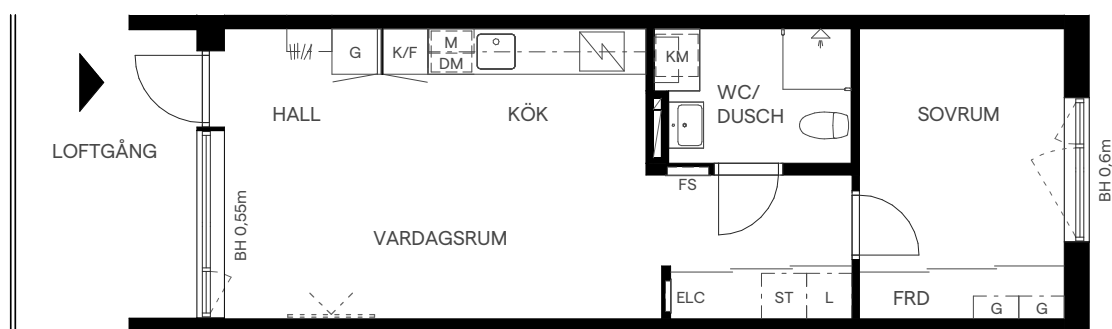 G
K/F
M
DM
KM
WC/
DUSCH
HALL
KÖK
SOVRUM
LOFTGÅNG
BH 0,6m
FS
BH 0,55m
VARDAGSRUM
ELC
ST
L
FRD
G
G